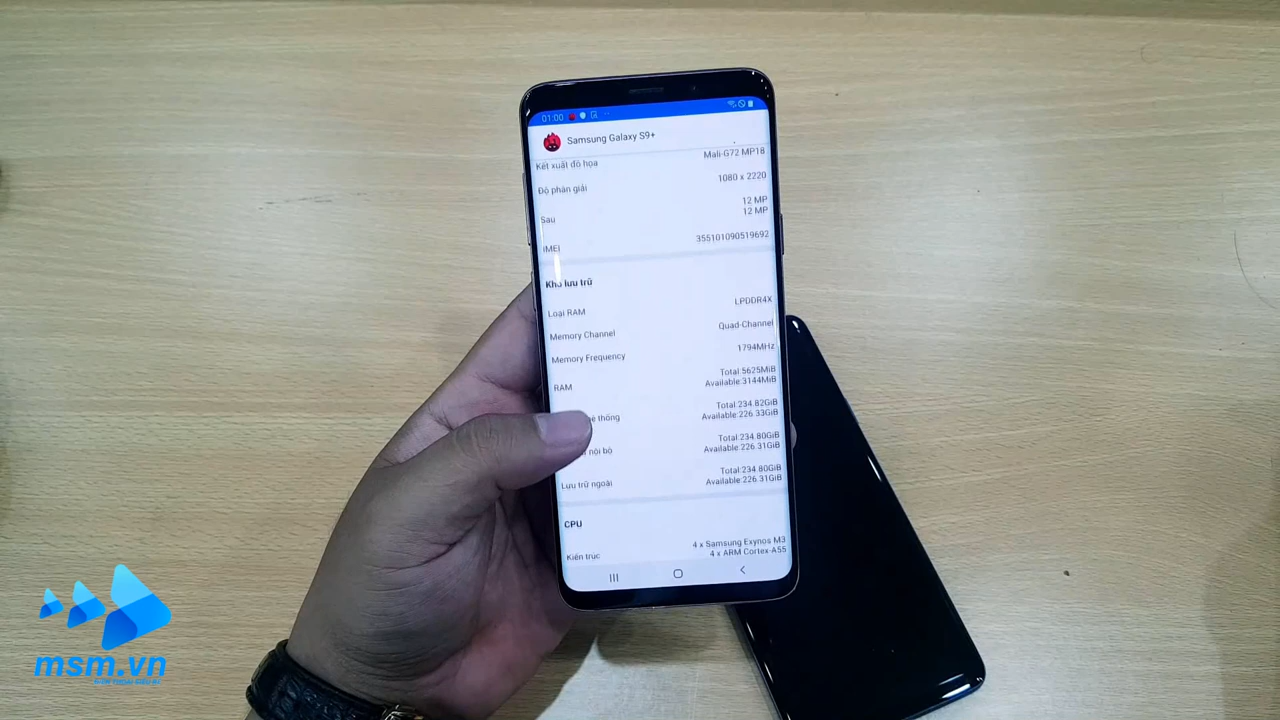 01:00
Samsung Galaxy S9+
Kết xuất đồ họa Mali-G72 MP18
Độ phân giải 1080 x 2220
Sau 12 MP
12 MP
IMEI 355101090519692
Kho lưu trữ
Loại RAM LPDDR4X
Memory Channel Quad-Channel
Memory Frequency 1794MHz
RAM Total:5625MiB
Available:3144MiB
thống Total:234.82GiB
Available:226.33GiB
nội bộ Total:234.80GiB
Available:226.31GiB
Lưu trữ ngoài Total:234.80GiB
Available:226.31GiB
CPU
Kiến trúc 4 x Samsung Exynos M3
4 x ARM Cortex-A55
msm.vn